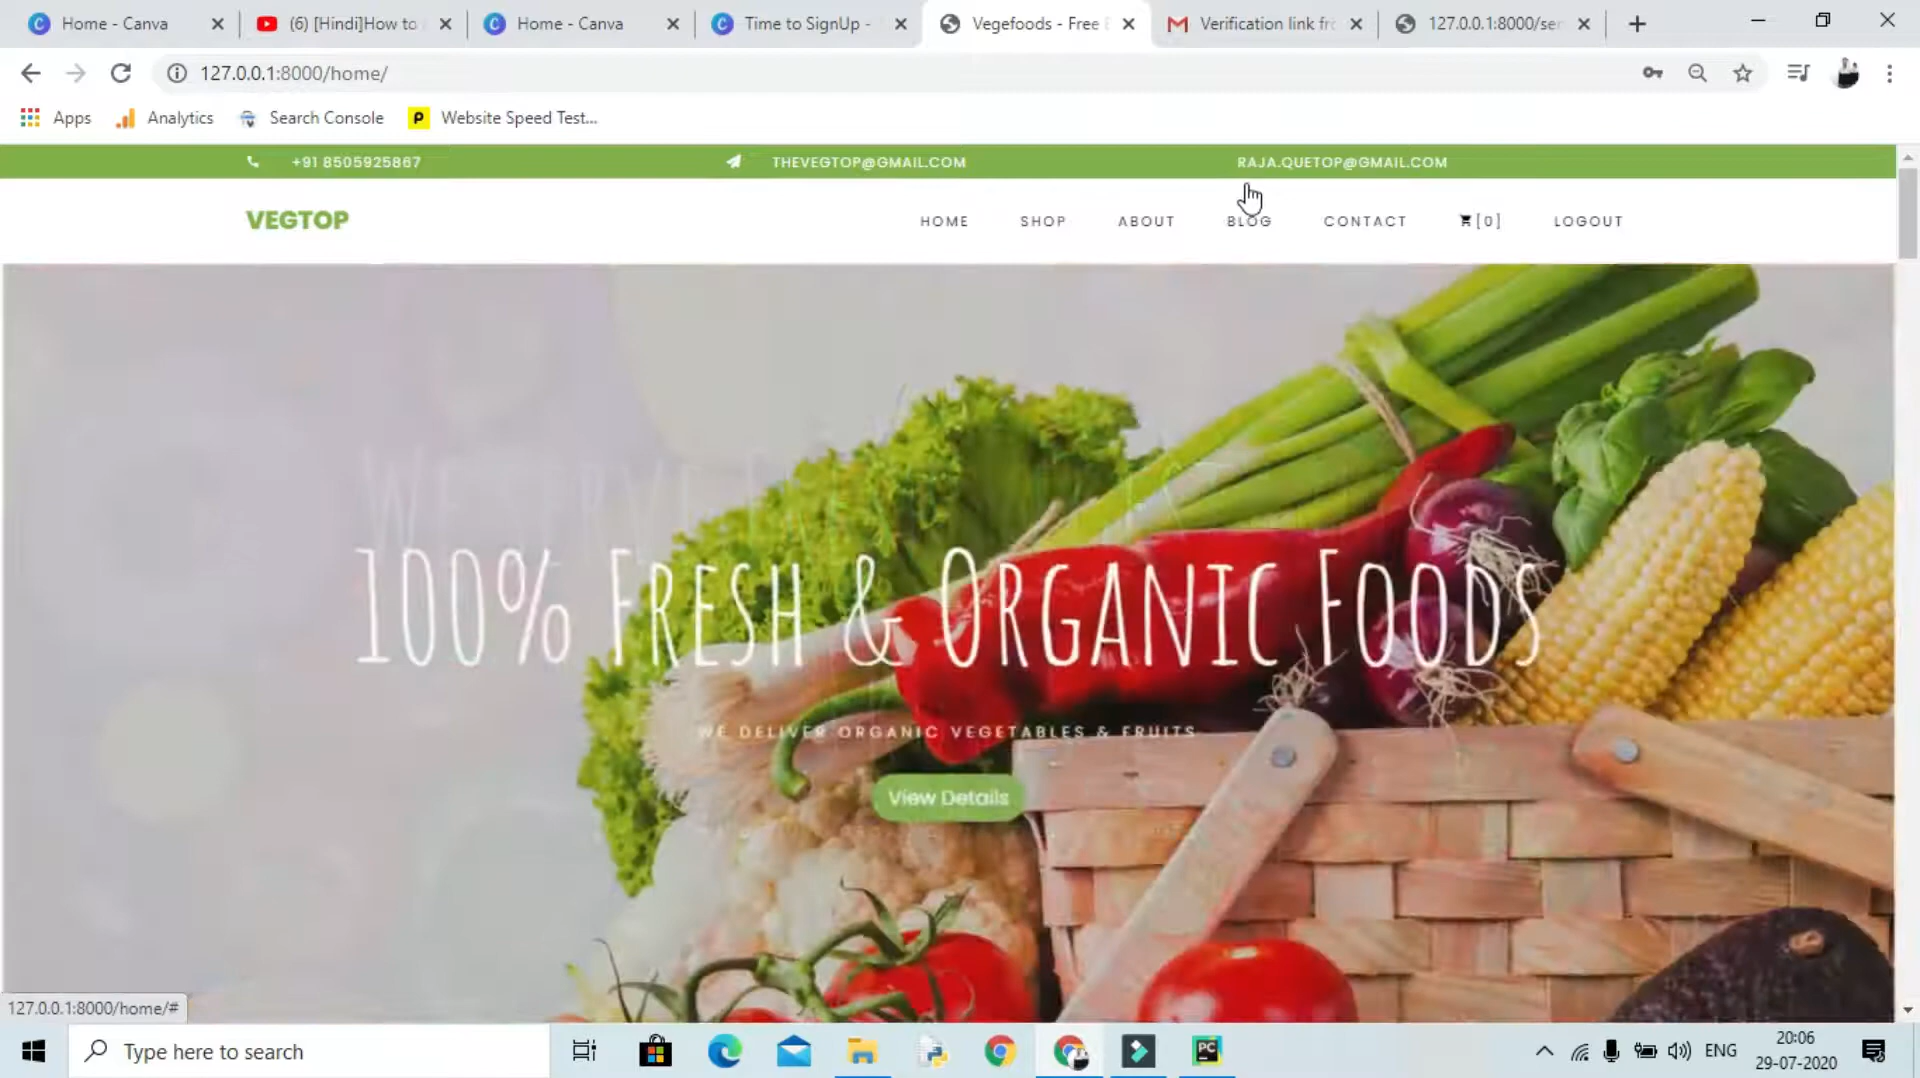 Home - Canva
(6) [Hindi]How to
Home - Canva
Time to SignUp -
Vegefoods - Free
Verification link fr
127.0.0.1:8000/ser
127.0.0.1:8000/home/
Apps
Analytics
Search Console
P
Website Speed Test...
+91 8505925867
THEVEGTOP@GMAIL.COM
RAJA.QUETOP@GMAIL.COM
VEGTOP
HOME
SHOP
ABOUT
BLOG
CONTACT
[0]
LOGOUT
100% FRESH & ORGANIC FOODS
WE DELIVER ORGANIC VEGETABLES & FRUITS
View Details
127.0.0.1:8000/home/#
Type here to search
PC
ENG
20:06
29-07-2020